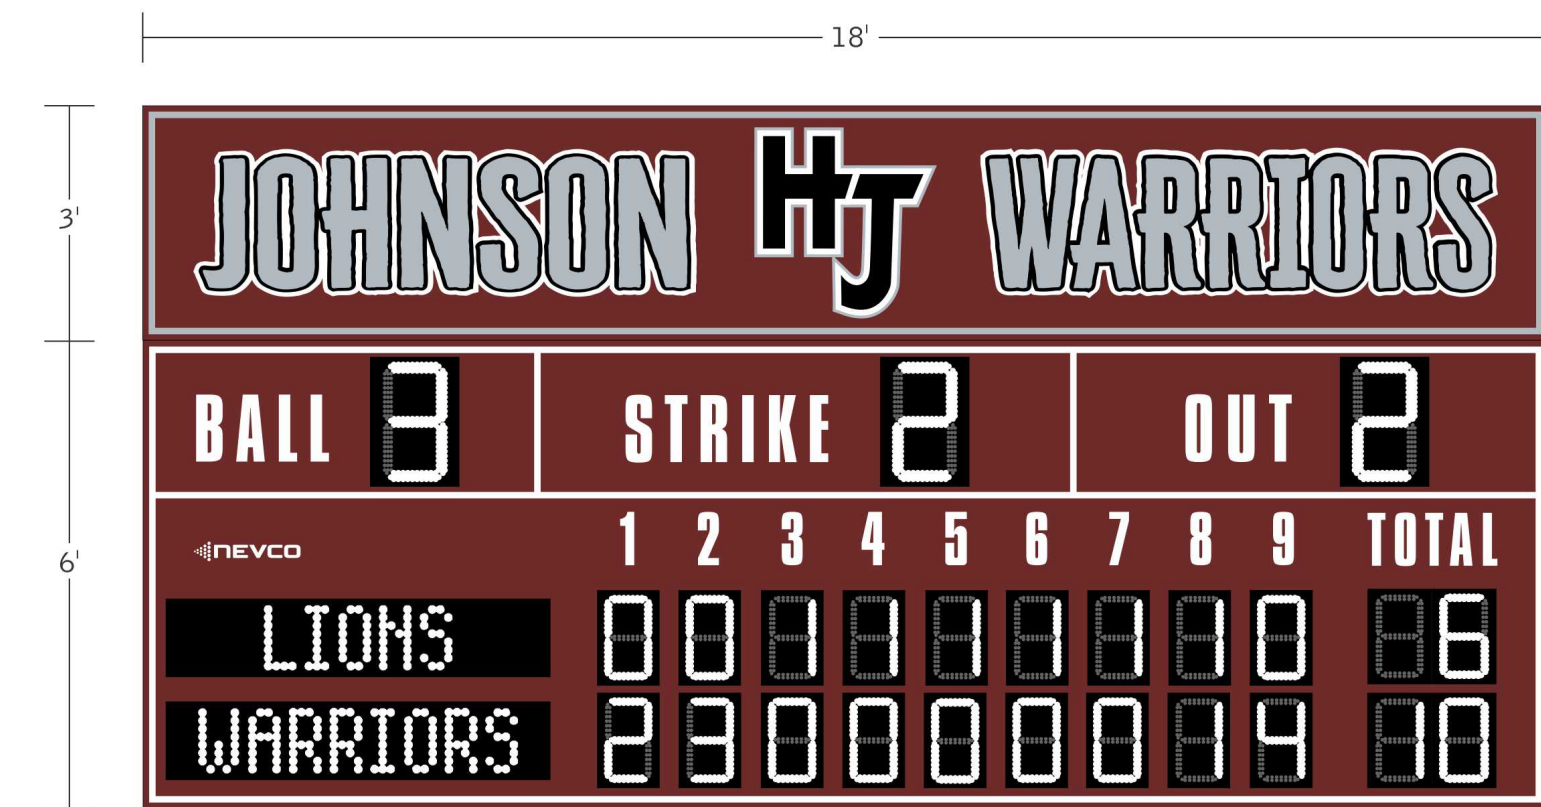 18'
3'
JOHNSON HJ WARRIORS
BALL 3 STRIKE 2 OUT 2
6'
NEVCO 1 2 3 4 5 6 7 8 9 TOTAL
LIONS 0 0 1 1 1 1 1 1 0 6
WARRIORS 2 3 0 0 0 0 0 1 4 10